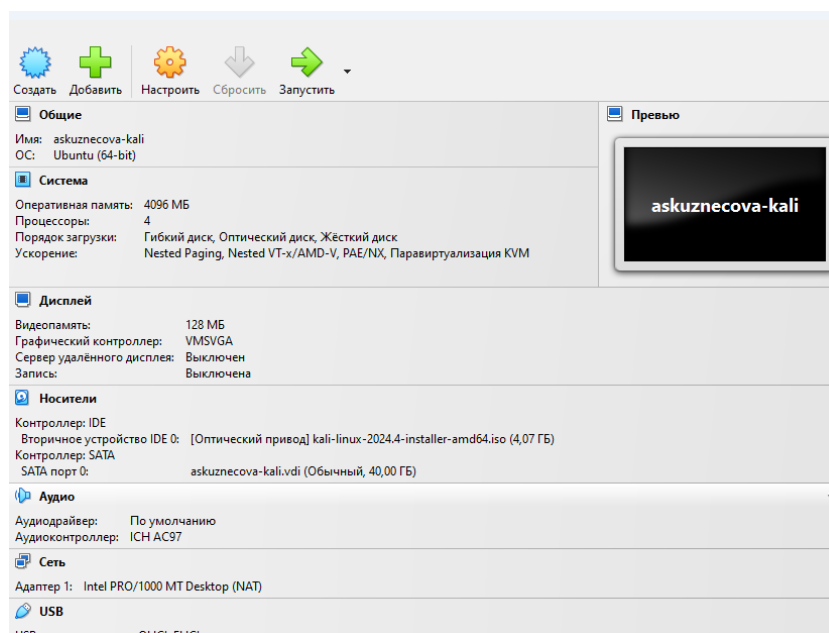 Создать Добавить Настроить Сбросить Запустить
Общие
Имя: askuznecova-kali
ОС: Ubuntu (64-bit)
Превью
askuznecova-kali
Система
Оперативная память: 4096 МБ
Процессоры: 4
Порядок загрузки: Гибкий диск, Оптический диск, Жёсткий диск
Ускорение: Nested Paging, Nested VT-x/AMD-V, PAE/NX, Паравиртуализация KVM
Дисплей
Видеопамять: 128 МБ
Графический контроллер: VMSVGA
Сервер удалённого дисплея: Выключен
Запись: Выключена
Носители
Контроллер: IDE
Вторичное устройство IDE 0: [Оптический привод] kali-linux-2024.4-installer-amd64.iso (4,07 ГБ)
Контроллер: SATA
SATA порт 0: askuznecova-kali.vdi (Обычный, 40,00 ГБ)
Аудио
Аудиодрайвер: По умолчанию
Аудиоконтроллер: ICH AC97
Сеть
Адаптер 1: Intel PRO/1000 MT Desktop (NAT)
USB